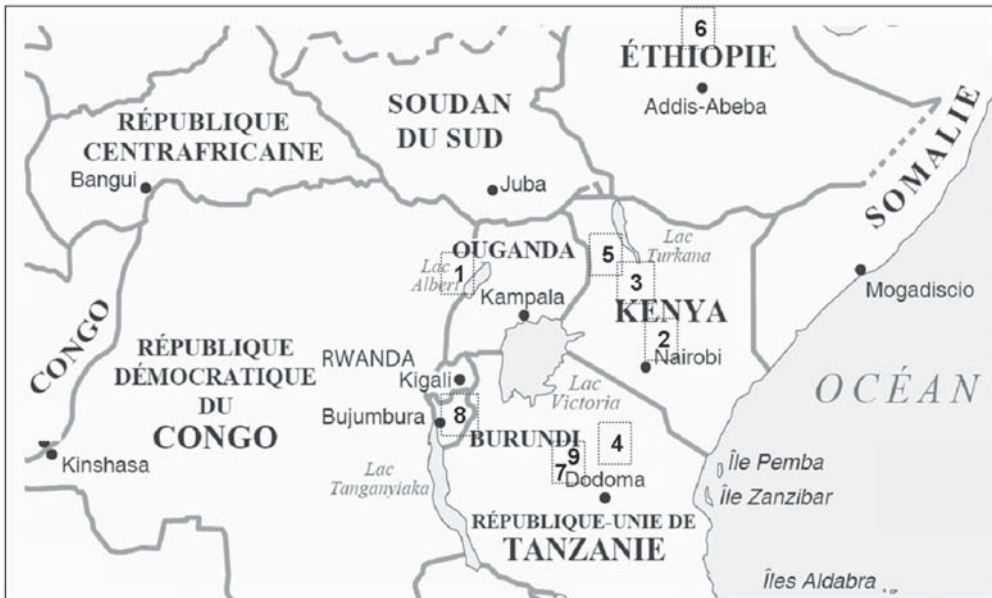 6
ÉTHIOPIE
Addis-Abeba
SOUDAN
DU SUD
RÉPUBLIQUE
CENTRAFRICAINE
Bangui
Juba
SOMALIE
Lac
Turkana
OUGANDA
5
Lac
Albert
1
3
Kampala
KENYA
Mogadiscio
2
Nairobi
CONGO
RÉPUBLIQUE
DÉMOCRATIQUE
DU
CONGO
RWANDA
Kigali
Lac
Victoria
OCÉAN
Bujumbura
8
BURUNDI
4
9
7
Dodoma
Kinshasa
Lac
Tanganyiaka
Île Pemba
Île Zanzibar
RÉPUBLIQUE-UNIE DE
TANZANIE
Îles Aldabra